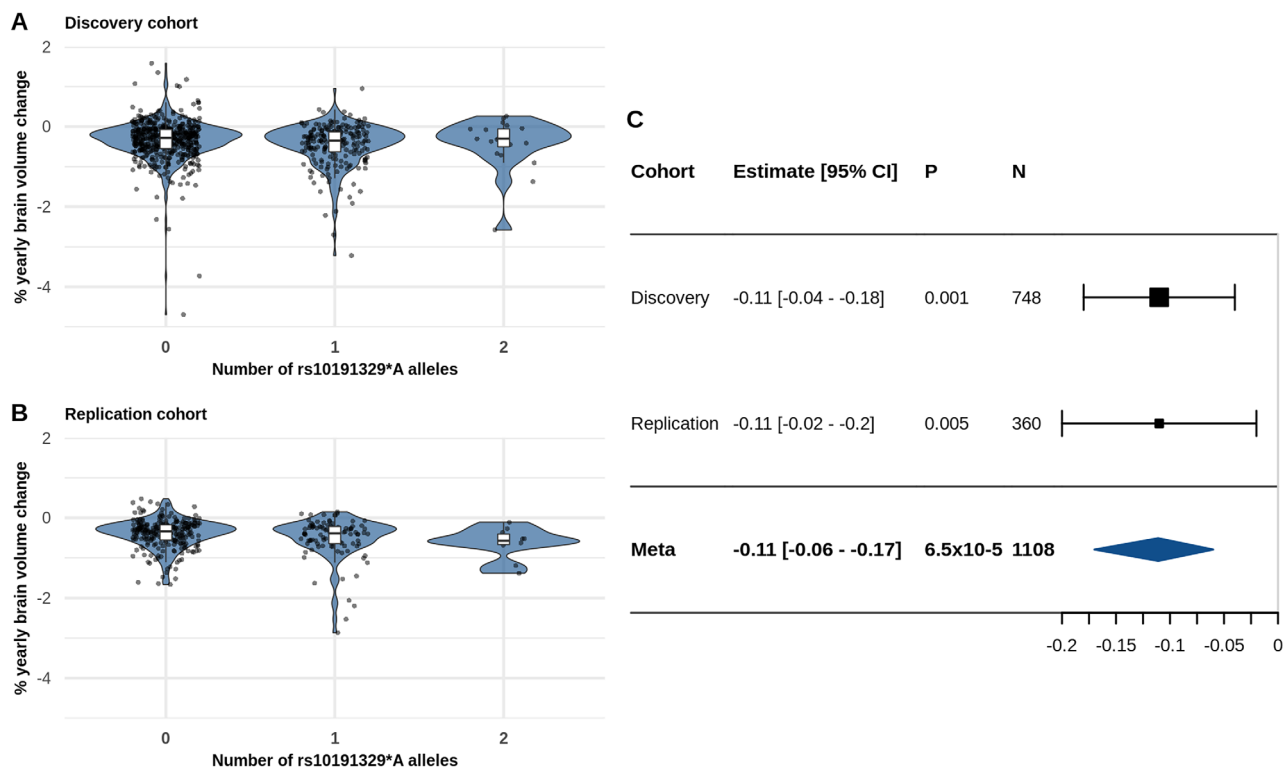 A Discovery cohort
% yearly brain volume change
2
0
-2
-4
0 1 2
Number of rs10191329*A alleles
B Replication cohort
% yearly brain volume change
2
0
-2
-4
0 1 2
Number of rs10191329*A alleles
C
Cohort Estimate [95% CI] P N
Discovery -0.11 [-0.04 - -0.18] 0.001 748
Replication -0.11 [-0.02 - -0.2] 0.005 360
Meta -0.11 [-0.06 - -0.17] 6.5x10-5 1108
-0.2 -0.15 -0.1 -0.05 0